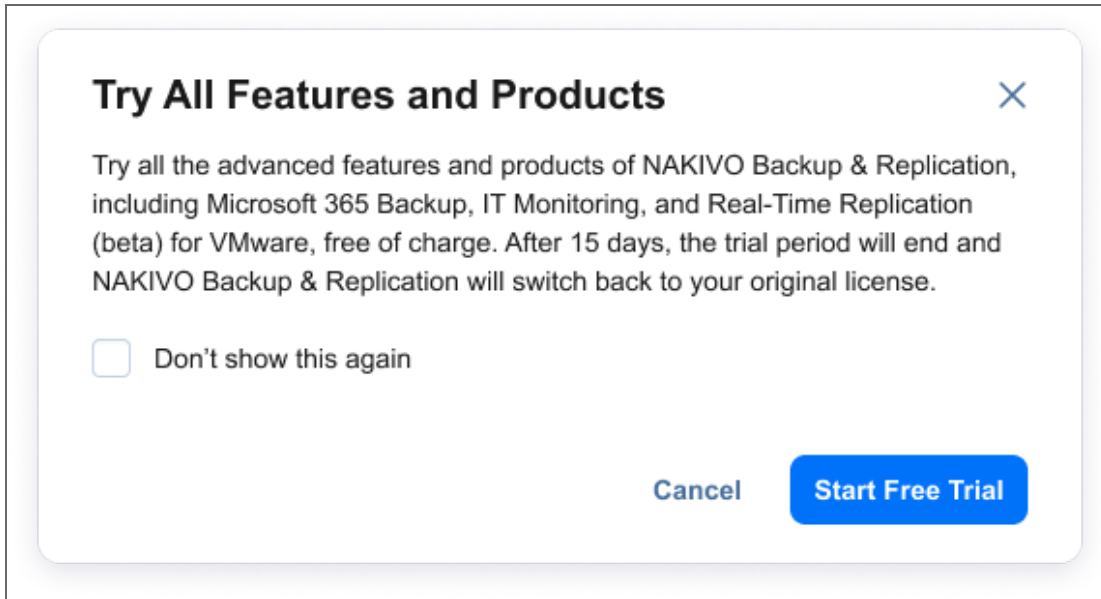 Try All Features and Products
Try all the advanced features and products of NAKIVO Backup & Replication,
including Microsoft 365 Backup, IT Monitoring, and Real-Time Replication
(beta) for VMware, free of charge. After 15 days, the trial period will end and
NAKIVO Backup & Replication will switch back to your original license.
Don’t show this again
Cancel
Start Free Trial